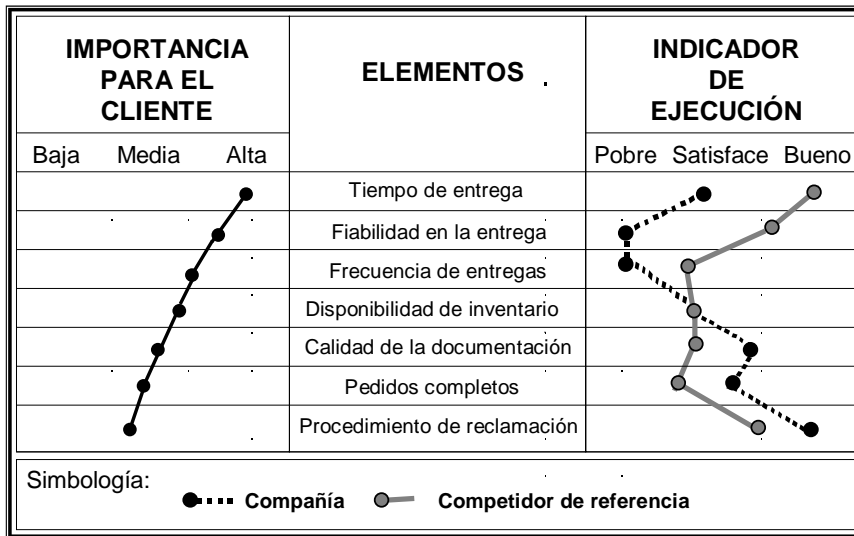 IMPORTANCIA
PARA EL
CLIENTE
ELEMENTOS
INDICADOR
DE
EJECUCIÓN
Baja Media Alta
Pobre Satisface Bueno
Tiempo de entrega
Fiabilidad en la entrega
Frecuencia de entregas
Disponibilidad de inventario
Calidad de la documentación
Pedidos completos
Procedimiento de reclamación
Simbología:
Compañía Competidor de referencia